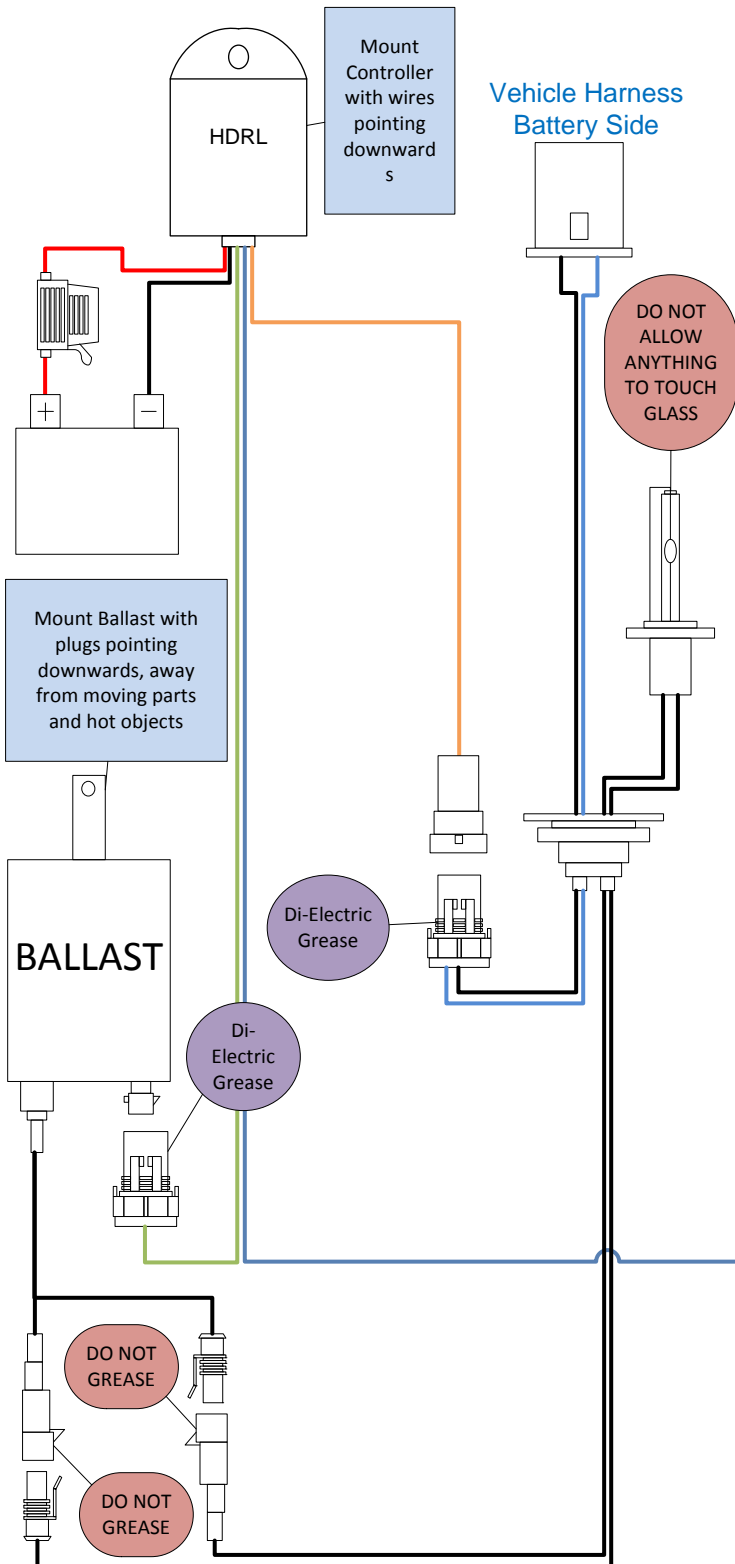 Mount
Controller
with wires
pointing
downward
s
HDRL
Vehicle Harness
Battery Side
DO NOT
ALLOW
ANYTHING
TO TOUCH
GLASS
+
−
Mount Ballast with
plugs pointing
downwards, away
from moving parts
and hot objects
BALLAST
Di-Electric
Grease
Di-
Electric
Grease
DO NOT
GREASE
DO NOT
GREASE